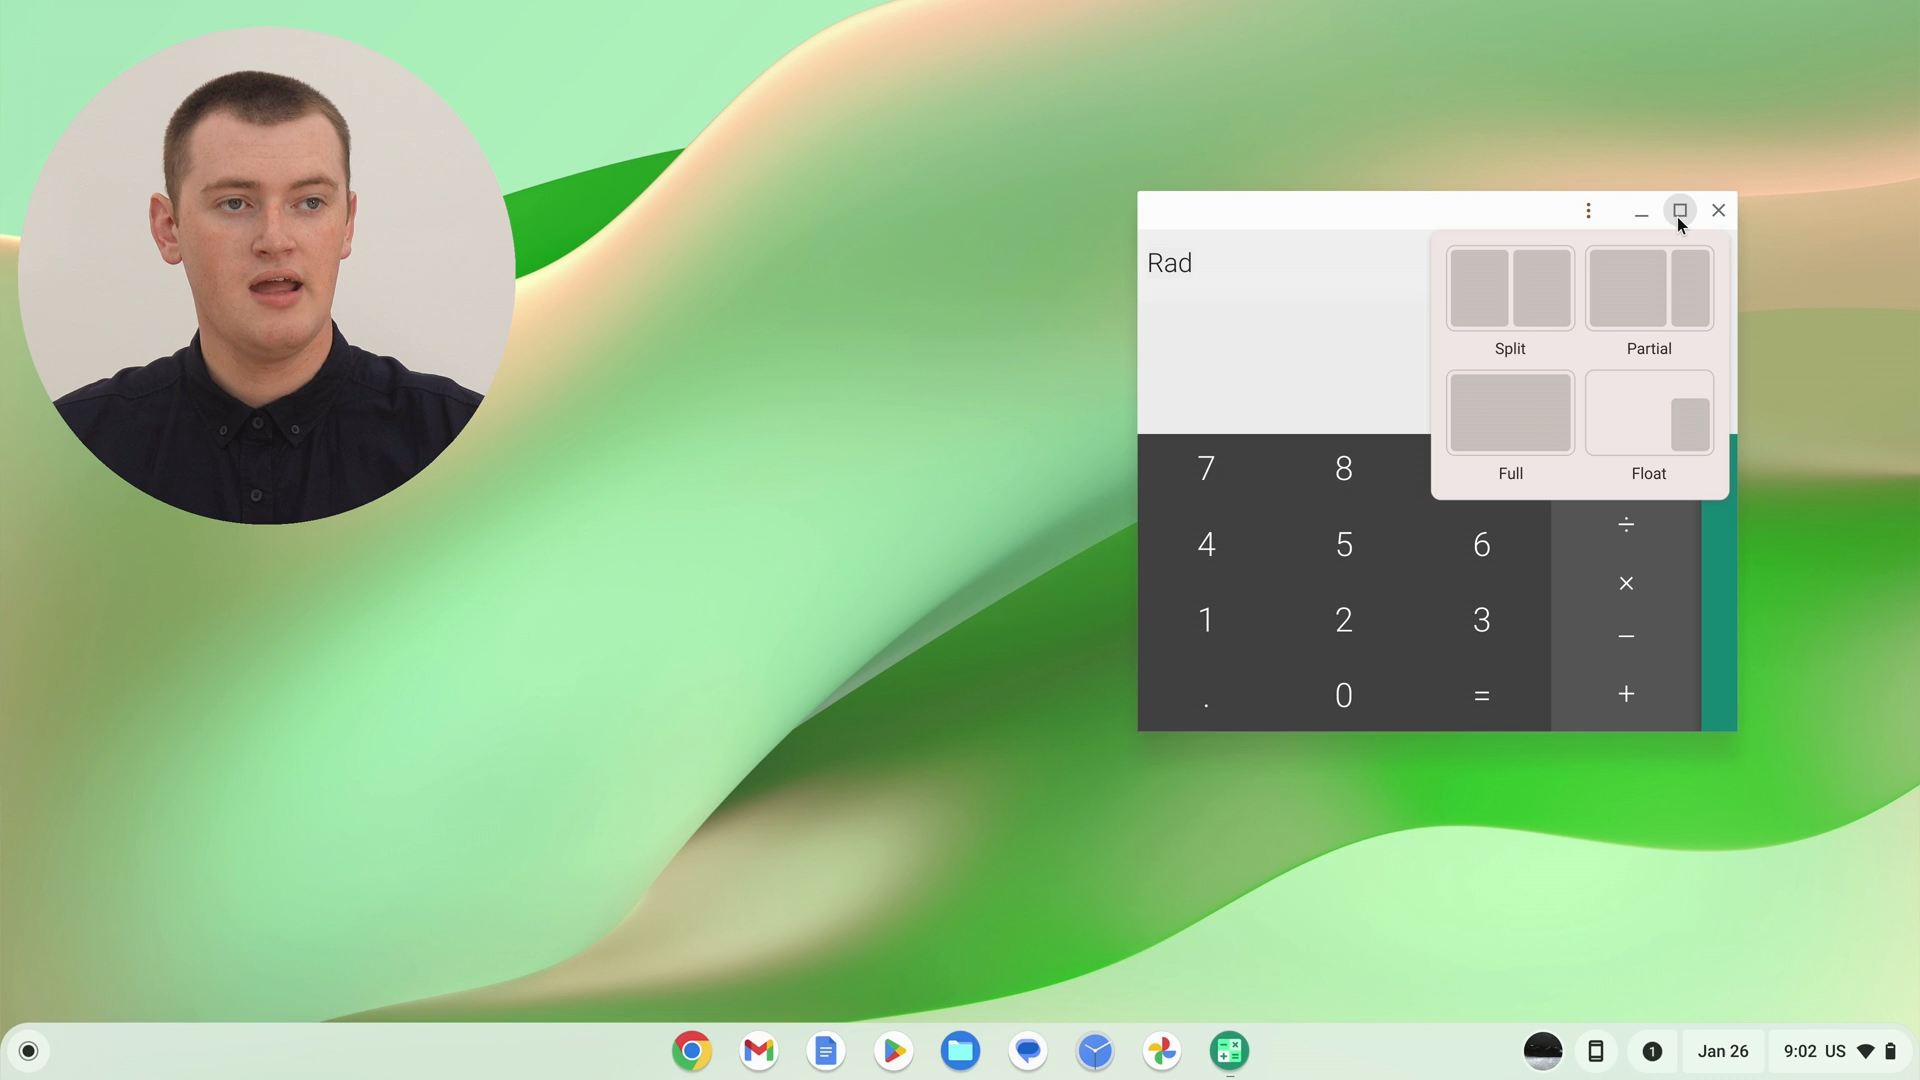 Rad
Split
Partial
Full
Float
7 8
÷
4 5 6
×
1 2 3
−
. 0 =
+
1
Jan 26
9:02 US